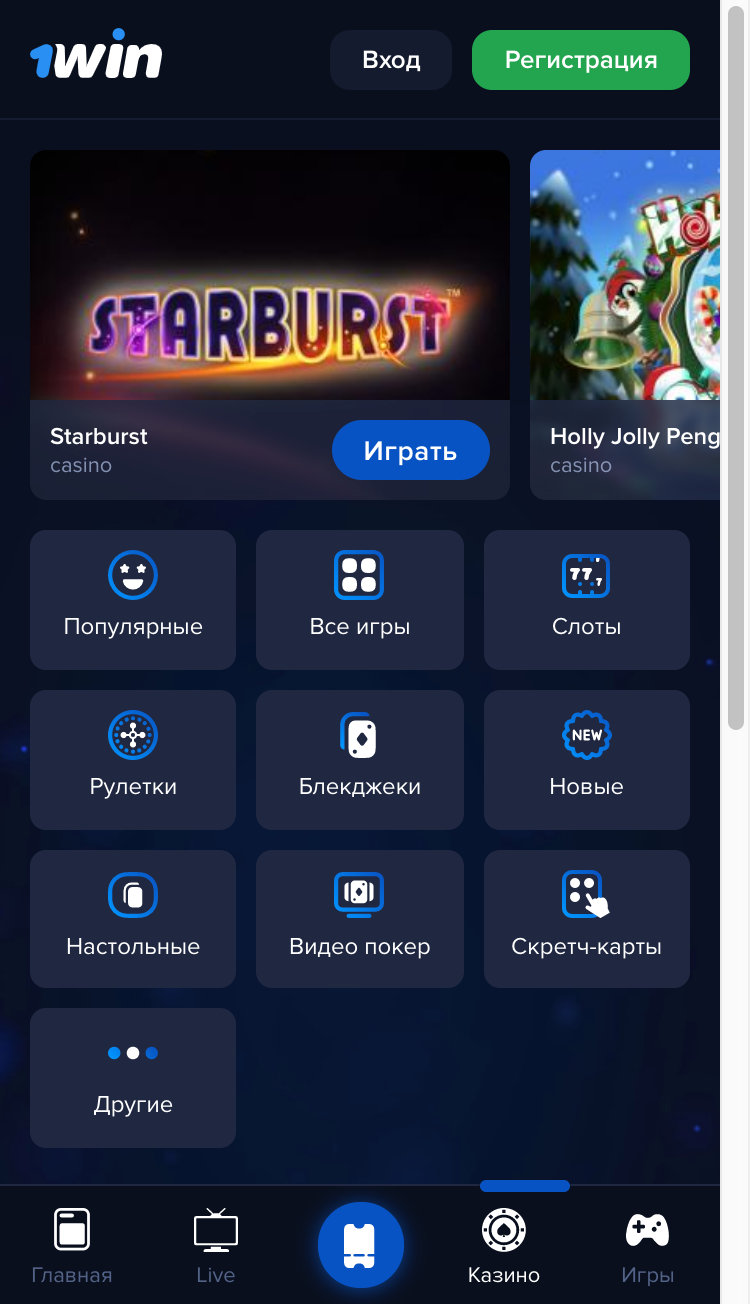 1win
Вход
Регистрация
STARBURST™
Starburst
casino
Играть
Holly Jolly Peng
casino
Популярные
Все игры
77 7
Слоты
Рулетки
Блекджеки
NEW
Новые
Настольные
Видео покер
Скретч-карты
Другие
Главная
Live
Казино
Игры